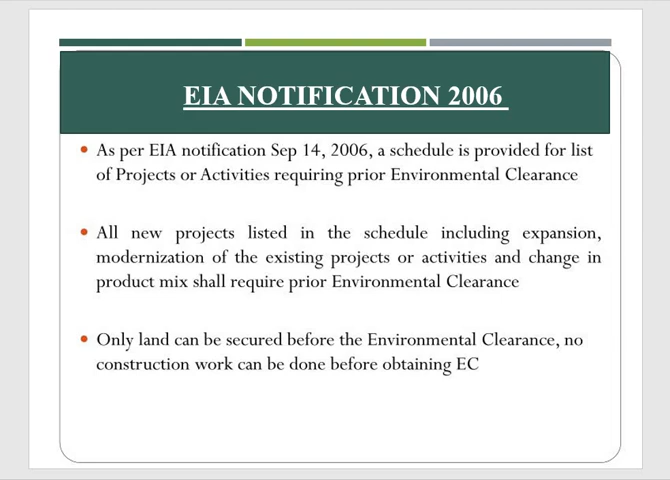 EIA NOTIFICATION 2006
• As per EIA notification Sep 14, 2006, a schedule is provided for list
of Projects or Activities requiring prior Environmental Clearance
• All new projects listed in the schedule including expansion,
modernization of the existing projects or activities and change in
product mix shall require prior Environmental Clearance
• Only land can be secured before the Environmental Clearance, no
construction work can be done before obtaining EC